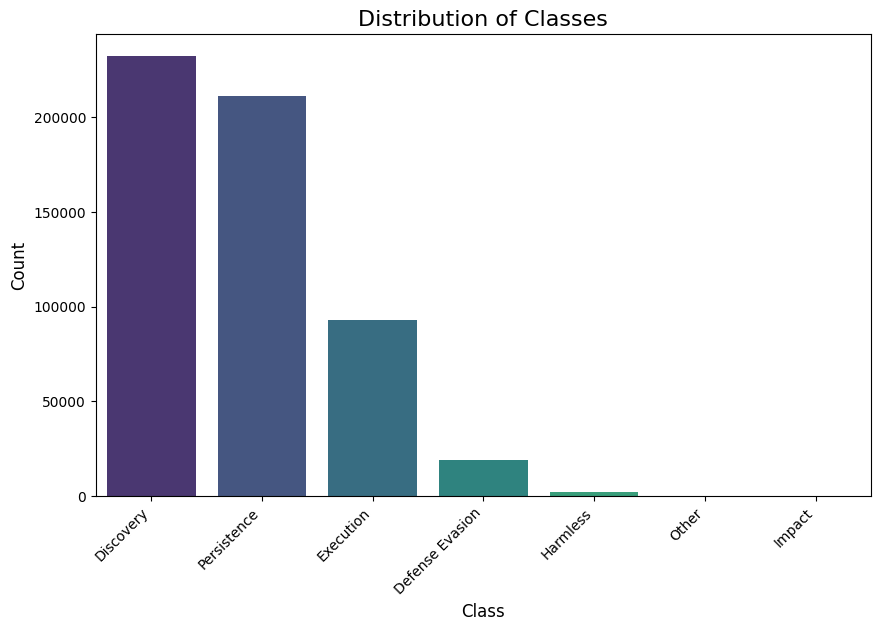 Distribution of Classes
Count
200000
150000
100000
50000
0
Discovery
Persistence
Execution
Defense Evasion
Harmless
Other
Impact
Class